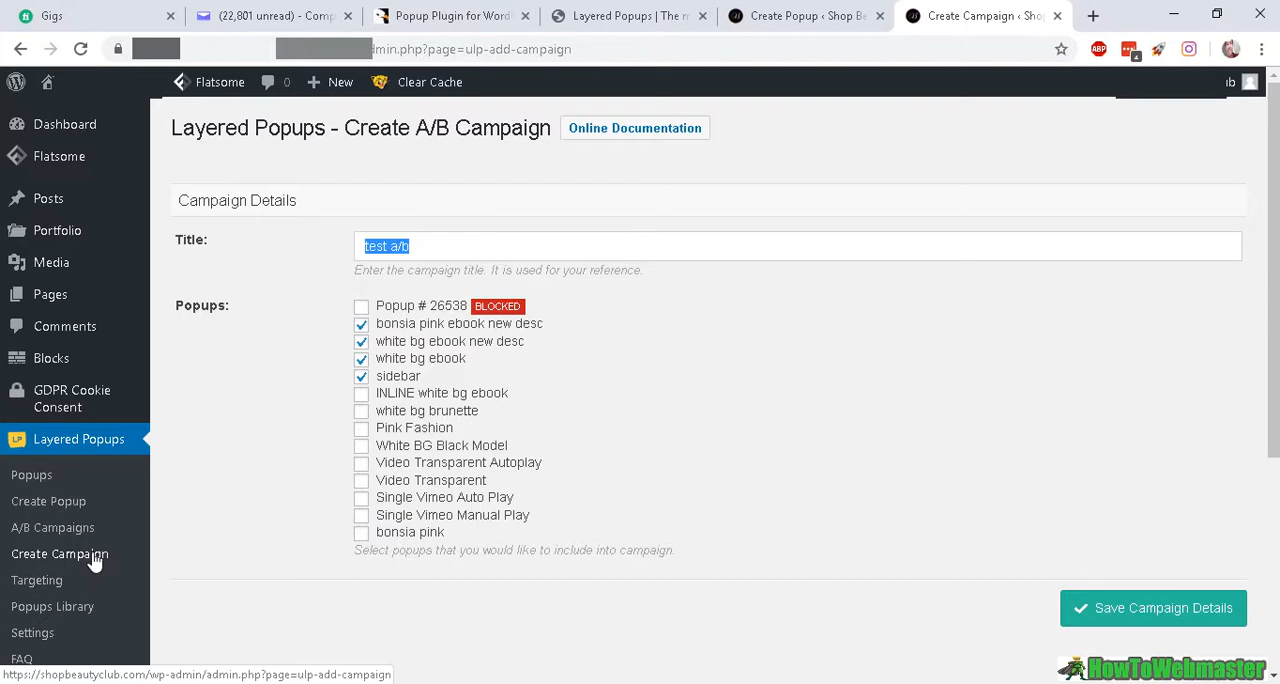 Gigs
(22,801 unread) - Comp
Popup Plugin for Word
Layered Popups | The m
Create Popup ‹ Shop Be
Create Campaign ‹ Sho
dmin.php?page=ulp-add-campaign
ABP
4
Flatsome
0
New
Clear Cache
ub
Dashboard
Flatsome
Posts
Portfolio
Media
Pages
Comments
Blocks
GDPR Cookie
Consent
LP
Layered Popups
Popups
Create Popup
A/B Campaigns
Create Campaign
Targeting
Popups Library
Settings
FAQ
Layered Popups - Create A/B Campaign
Online Documentation
Campaign Details
Title:
test a/b
Enter the campaign title. It is used for your reference.
Popups:
Popup # 26538 BLOCKED
bonsia pink ebook new desc
white bg ebook new desc
white bg ebook
sidebar
INLINE white bg ebook
white bg brunette
Pink Fashion
White BG Black Model
Video Transparent Autoplay
Video Transparent
Single Vimeo Auto Play
Single Vimeo Manual Play
bonsia pink
Select popups that you would like to include into campaign.
Save Campaign Details
https://shopbeautyclub.com/wp-admin/admin.php?page=ulp-add-campaign
HowToWebmaster